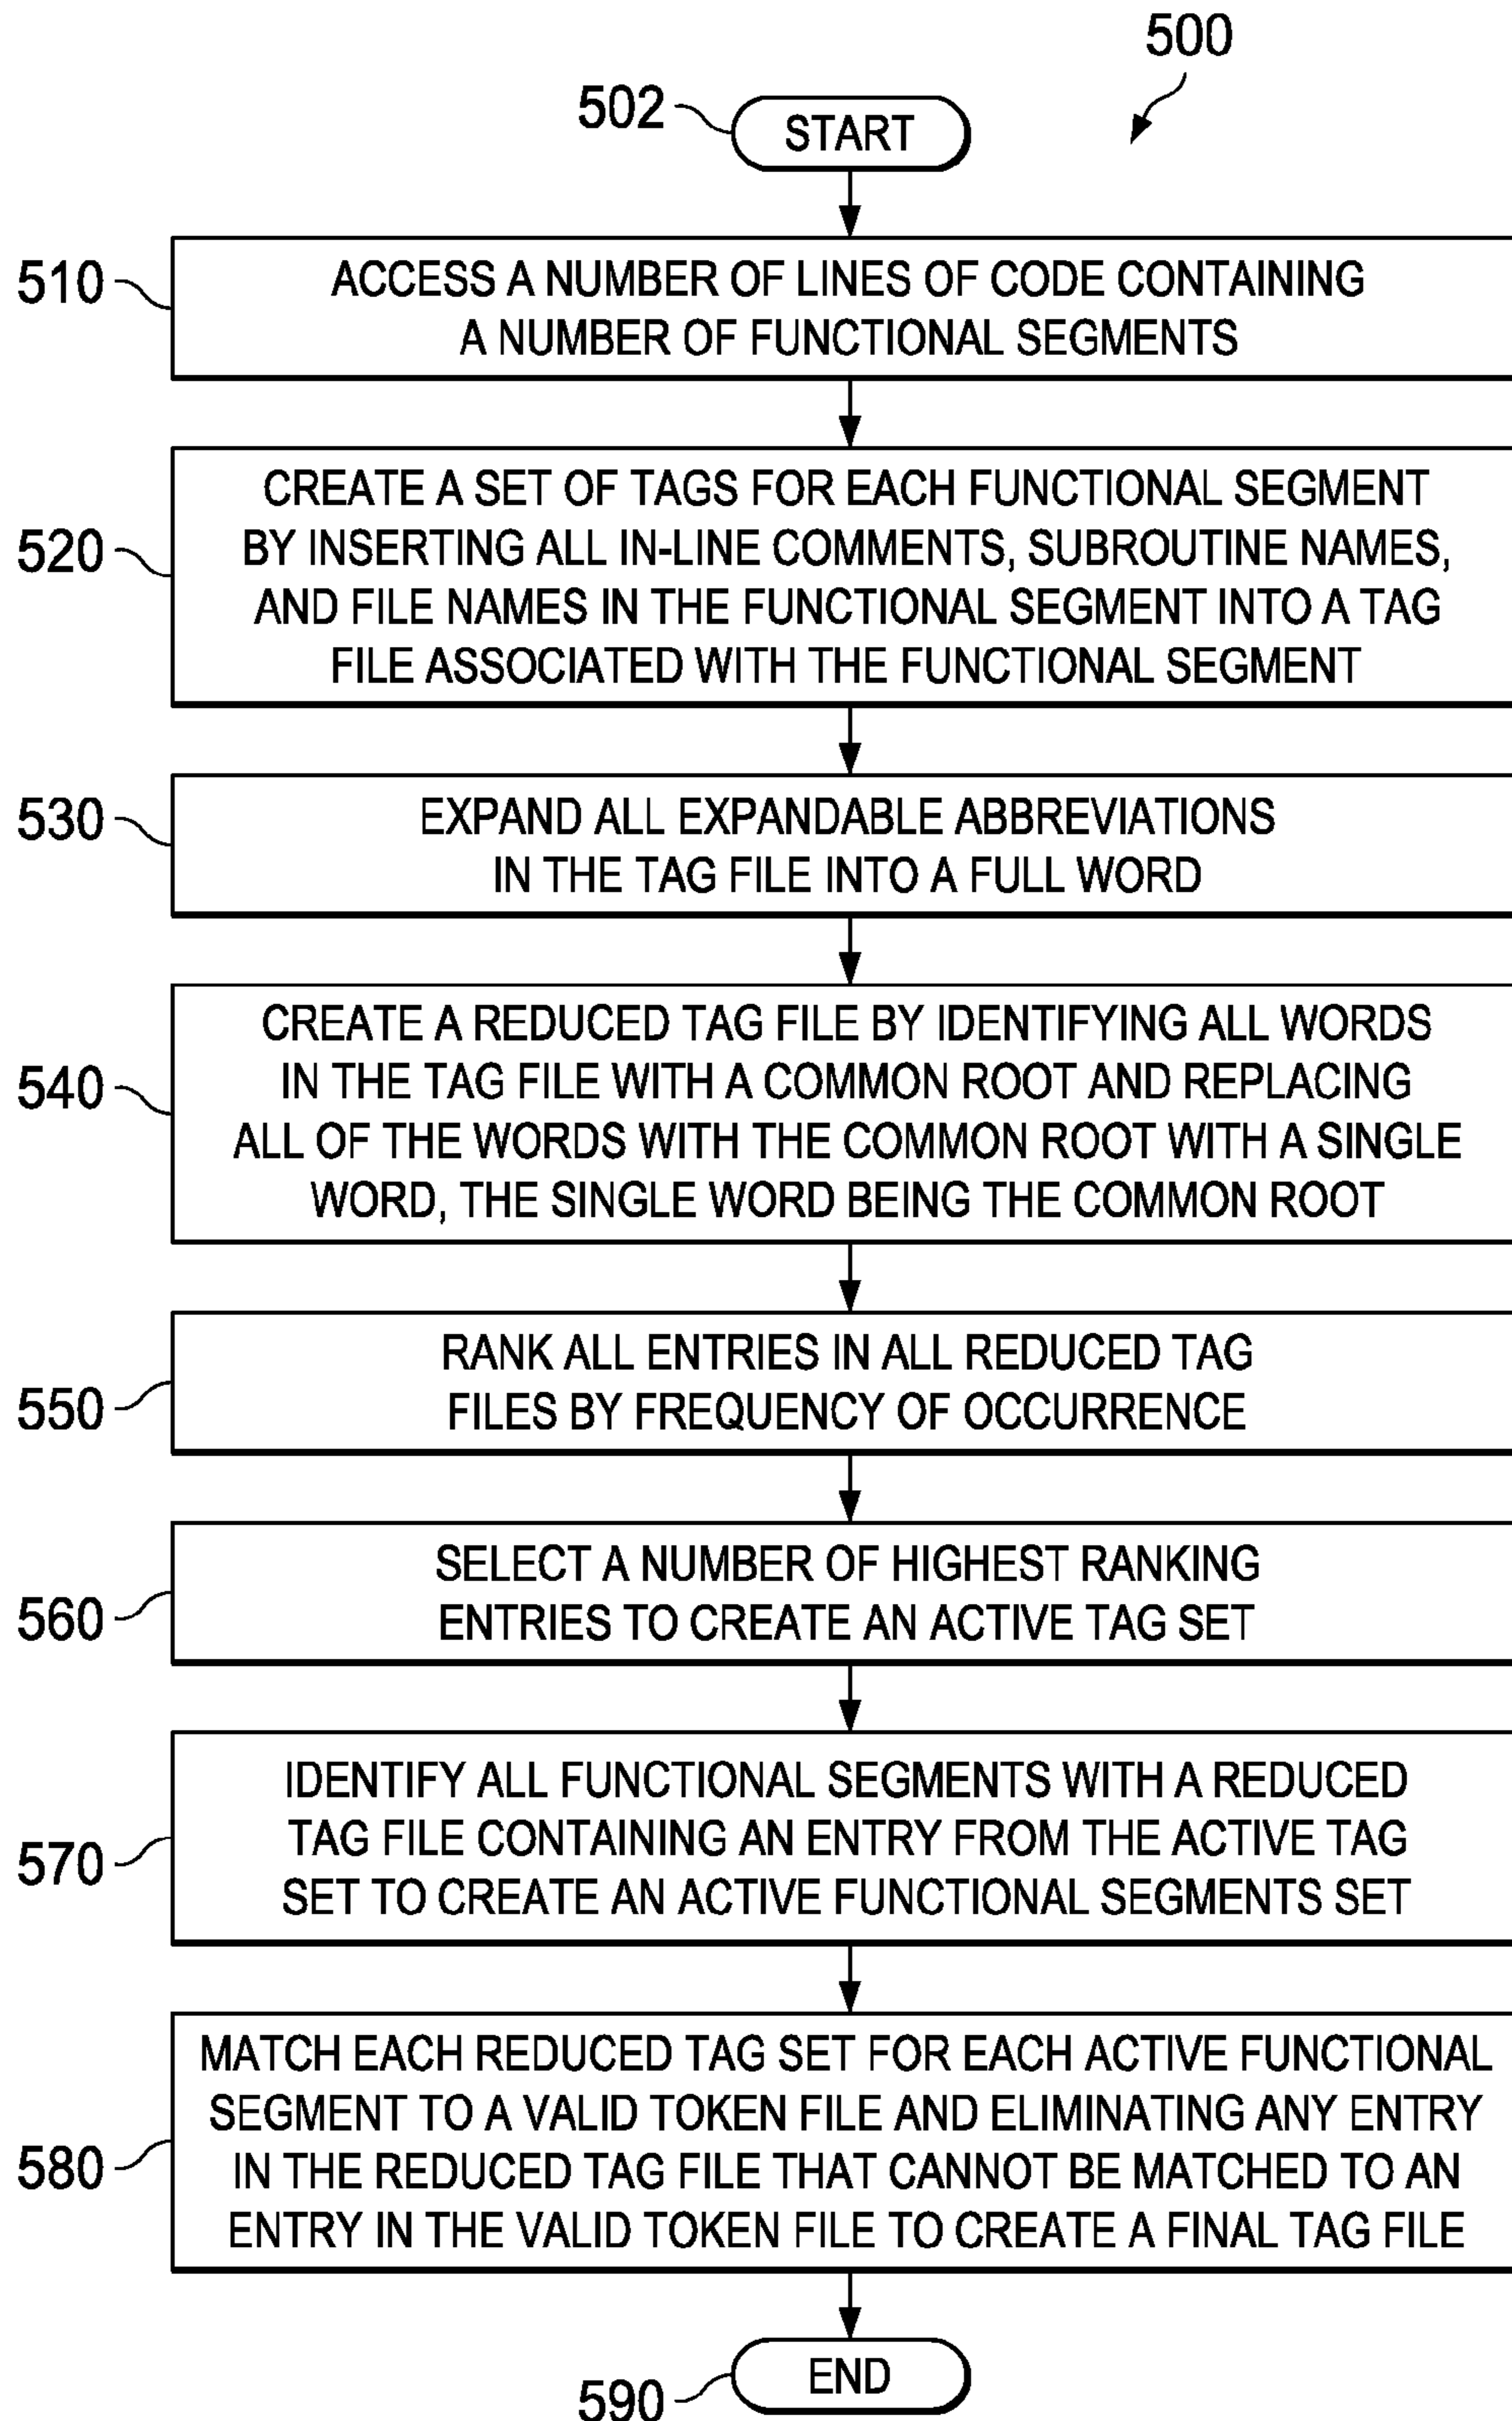 500
502
START
510
ACCESS A NUMBER OF LINES OF CODE CONTAINING
A NUMBER OF FUNCTIONAL SEGMENTS
520
CREATE A SET OF TAGS FOR EACH FUNCTIONAL SEGMENT
BY INSERTING ALL IN-LINE COMMENTS, SUBROUTINE NAMES,
AND FILE NAMES IN THE FUNCTIONAL SEGMENT INTO A TAG
FILE ASSOCIATED WITH THE FUNCTIONAL SEGMENT
530
EXPAND ALL EXPANDABLE ABBREVIATIONS
IN THE TAG FILE INTO A FULL WORD
540
CREATE A REDUCED TAG FILE BY IDENTIFYING ALL WORDS
IN THE TAG FILE WITH A COMMON ROOT AND REPLACING
ALL OF THE WORDS WITH THE COMMON ROOT WITH A SINGLE
WORD, THE SINGLE WORD BEING THE COMMON ROOT
550
RANK ALL ENTRIES IN ALL REDUCED TAG
FILES BY FREQUENCY OF OCCURRENCE
560
SELECT A NUMBER OF HIGHEST RANKING
ENTRIES TO CREATE AN ACTIVE TAG SET
570
IDENTIFY ALL FUNCTIONAL SEGMENTS WITH A REDUCED
TAG FILE CONTAINING AN ENTRY FROM THE ACTIVE TAG
SET TO CREATE AN ACTIVE FUNCTIONAL SEGMENTS SET
580
MATCH EACH REDUCED TAG SET FOR EACH ACTIVE FUNCTIONAL
SEGMENT TO A VALID TOKEN FILE AND ELIMINATING ANY ENTRY
IN THE REDUCED TAG FILE THAT CANNOT BE MATCHED TO AN
ENTRY IN THE VALID TOKEN FILE TO CREATE A FINAL TAG FILE
590
END